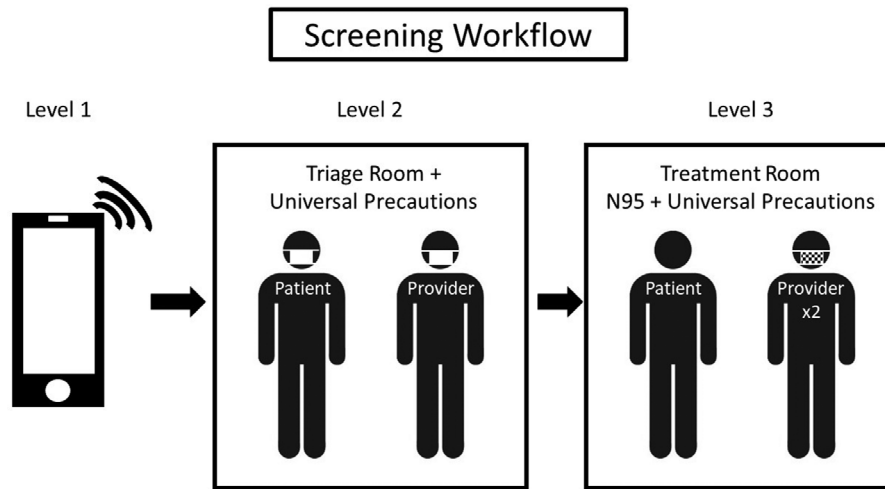 Screening Workflow
Level 1
Level 2
Level 3
Triage Room +
Universal Precautions
Patient
Provider
Treatment Room
N95 + Universal Precautions
Patient
Provider
x2